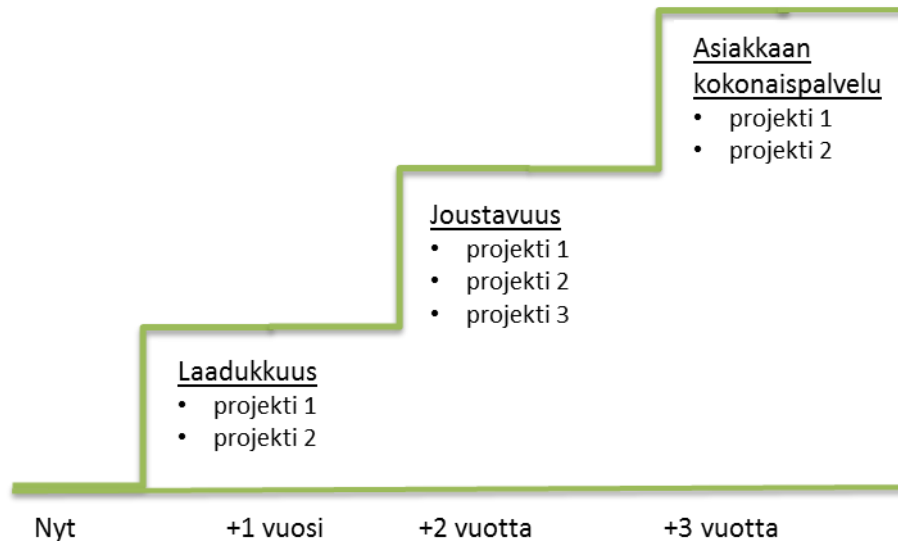 Asiakkaan
kokonaispalvelu
• projekti 1
• projekti 2
Joustavuus
• projekti 1
• projekti 2
• projekti 3
Laadukkuus
• projekti 1
• projekti 2
Nyt +1 vuosi +2 vuotta +3 vuotta